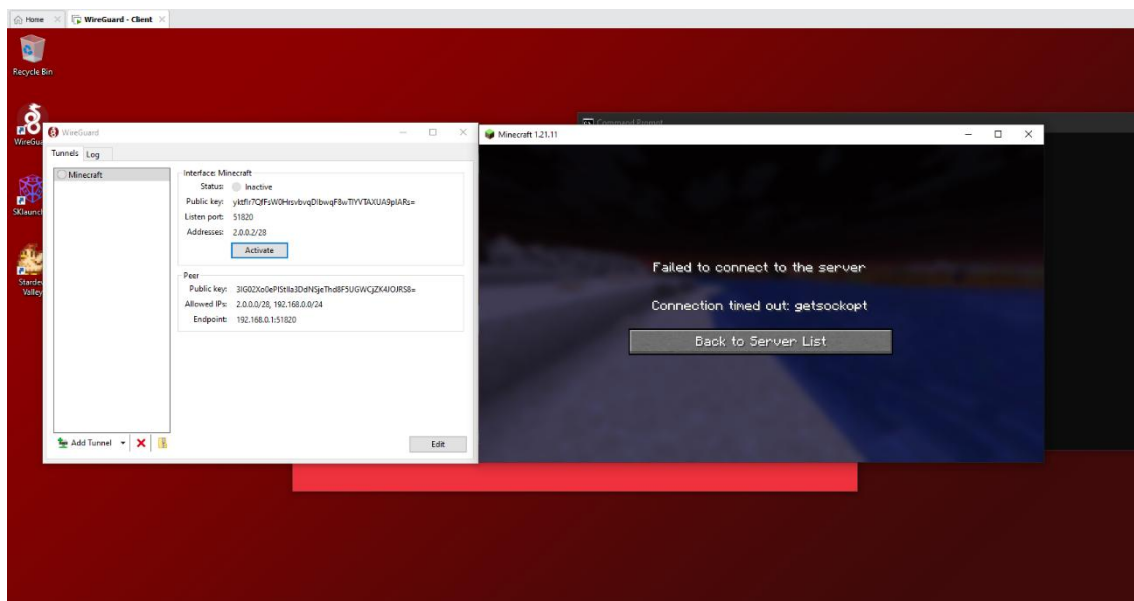 Home
WireGuard - Client
Recycle Bin
WireGuard
Tunnels
Log
Minecraft
Interface: Minecraft
Status: Inactive
Public key:
Listen port: 51820
Addresses: 2.0.0.2/28
Activate
Peer
Public key:
Allowed IPs: 2.0.0.0/28, 192.168.0.0/24
Endpoint: 192.168.0.1:51820
Add Tunnel
Edit
Stardew
Valley
Command Prompt
Minecraft 1.21.11
Failed to connect to the server
Connection timed out: getsockopt
Back to Server List